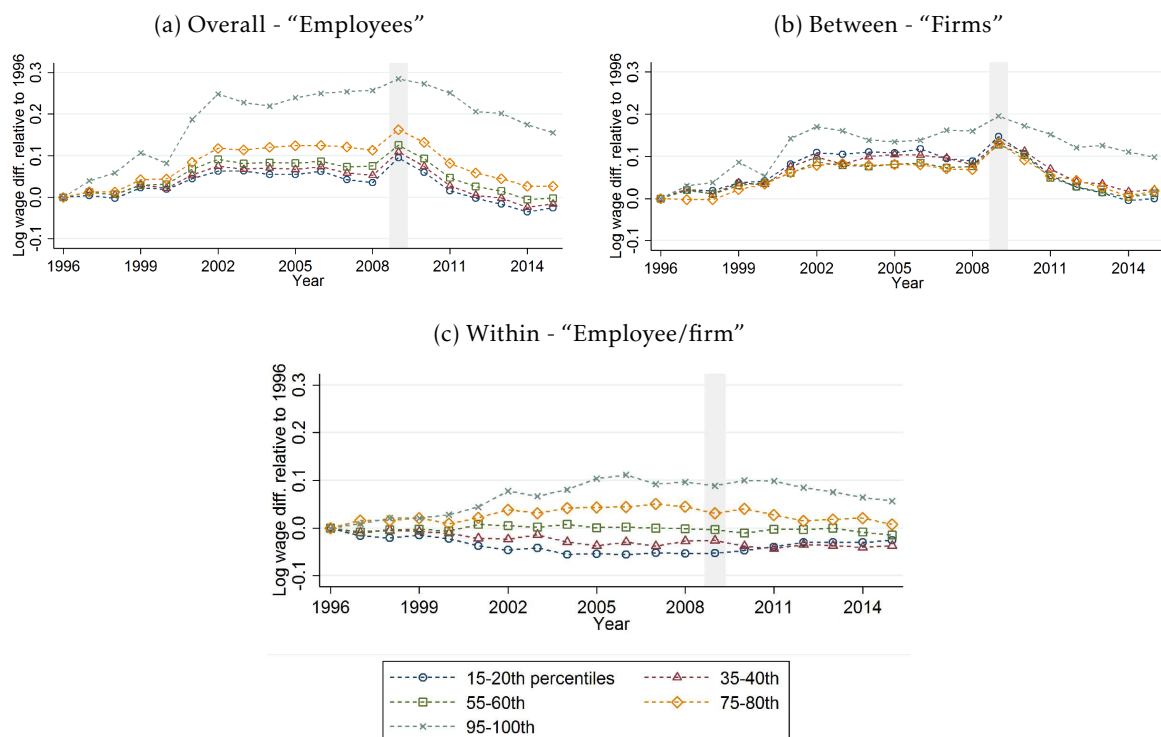 (a) Overall - “Employees”
Log wage diff. relative to 1996
0.3
0.2
0.1
0.0
-0.1
1996 1999 2002 2005 2008 2011 2014
Year
(b) Between - “Firms”
Log wage diff. relative to 1996
0.3
0.2
0.1
0.0
-0.1
1996 1999 2002 2005 2008 2011 2014
Year
(c) Within - “Employee/firm”
Log wage diff. relative to 1996
0.3
0.2
0.1
0.0
-0.1
1996 1999 2002 2005 2008 2011 2014
Year
15-20th percentiles 35-40th
55-60th 75-80th
95-100th